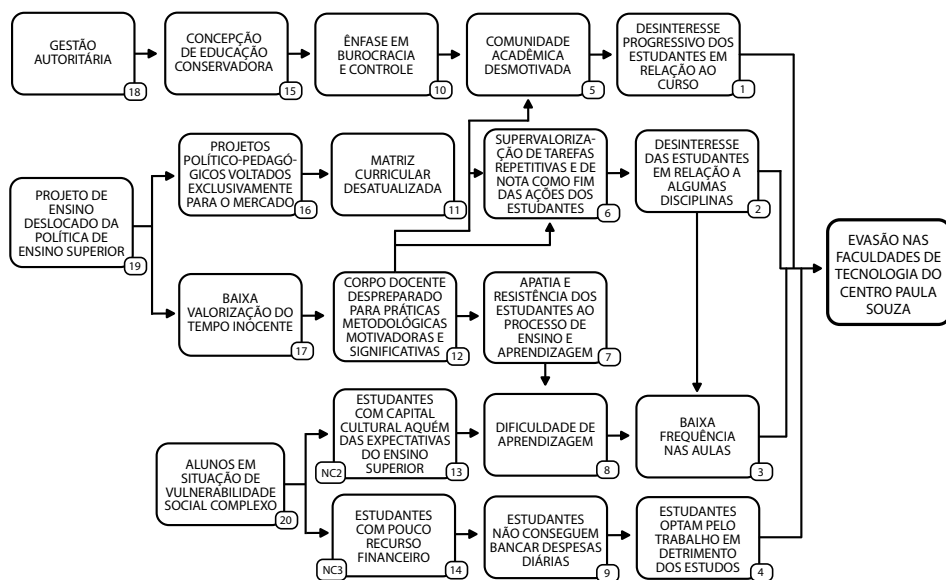 GESTÃO
AUTORITÁRIA
18
CONCEPÇÃO
DE EDUCAÇÃO
CONSERVADORA
15
ÊNFASE EM
BUROCRACIA
E CONTROLE
10
COMUNIDADE
ACADÊMICA
DESMOTIVADA
5
DESINTERESSE
PROGRESSIVO DOS
ESTUDANTES EM
RELAÇÃO AO
CURSO
1
PROJETO DE
ENSINO
DESLOCADO DA
POLÍTICA DE
ENSINO SUPERIOR
19
PROJETOS
POLÍTICO-PEDAGÓ-
GICOS VOLTADOS
EXCLUSIVAMENTE
PARA O MERCADO
16
MATRIZ
CURRICULAR
DESATUALIZADA
11
SUPERVALORIZA-
ÇÃO DE TAREFAS
REPETITIVAS E DE
NOTA COMO FIM
DAS AÇÕES DOS
ESTUDANTES
6
DESINTERESSE
DAS ESTUDANTES
EM RELAÇÃO A
ALGUMAS
DISCIPLINAS
2
BAIXA
VALORIZAÇÃO DO
TEMPO INOCENTE
17
CORPO DOCENTE
DESPREPARADO
PARA PRÁTICAS
METODOLÓGICAS
MOTIVADORAS E
SIGNIFICATIVAS
12
APATIA E
RESISTÊNCIA DOS
ESTUDANTES AO
PROCESSO DE
ENSINO E
APRENDIZAGEM
7
EVASÃO NAS
FACULDADES DE
TECNOLOGIA DO
CENTRO PAULA
SOUZA
ALUNOS EM
SITUAÇÃO DE
VULNERABILIDADE
SOCIAL COMPLEXO
20
ESTUDANTES
COM CAPITAL
CULTURAL AQUÉM
DAS EXPECTATIVAS
DO ENSINO
SUPERIOR
NC2
13
DIFICULDADE DE
APRENDIZAGEM
8
BAIXA
FREQUÊNCIA
NAS AULAS
3
ESTUDANTES
COM POUCO
RECURSO
FINANCEIRO
NC3
14
ESTUDANTES
NÃO CONSEGUEM
BANCAR DESPESAS
DIÁRIAS
9
ESTUDANTES
OPTAM PELO
TRABALHO EM
DETRIMENTO
DOS ESTUDOS
4